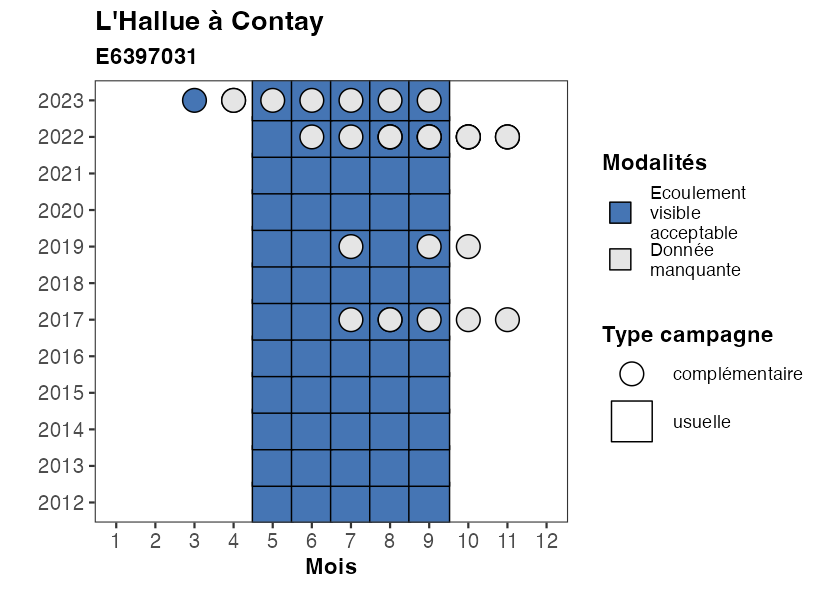 L'Hallue à Contay
E6397031
2023
2022
2021
2020
2019
2018
2017
2016
2015
2014
2013
2012
1 2 3 4 5 6 7 8 9 10 11 12
Mois
Modalités
Ecoulement
visible
acceptable
Donnée
manquante
Type campagne
complémentaire
usuelle